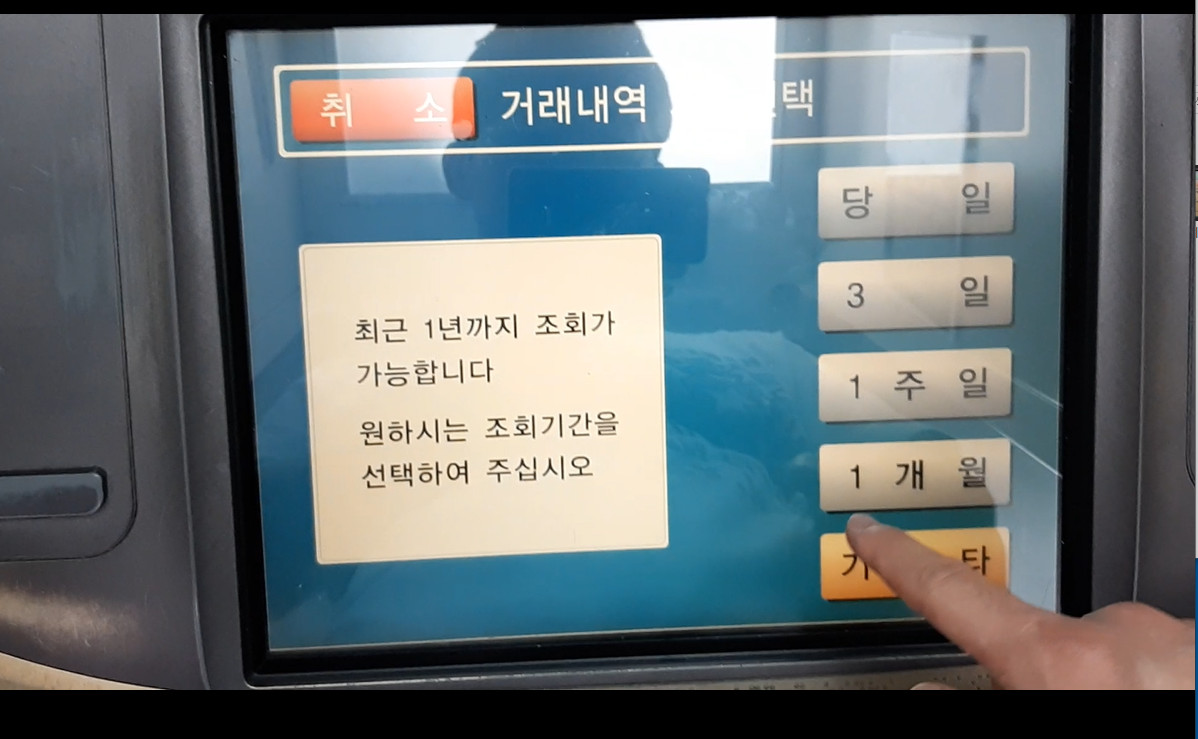 취 소 거래내역 택
당 일
3 일
1 주 일
1 개 월
타
최근 1년까지 조회가
가능합니다
원하시는 조회기간을
선택하여 주십시오